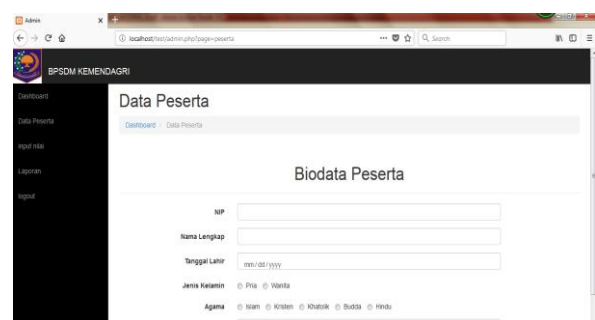 Admin
localhost/test/admin.php?page=peserta
Search
BPSDM KEMENDAGRI
Dashboard
Data Peserta
Input nilai
Laporan
logout
Data Peserta
Dashboard / Data Peserta
Biodata Peserta
NIP
Nama Lengkap
Tanggal Lahir
mm / dd / yyyy
Jenis Kelamin
Pria Wanita
Agama
Islam Kristen Khatolik Budda Hindu